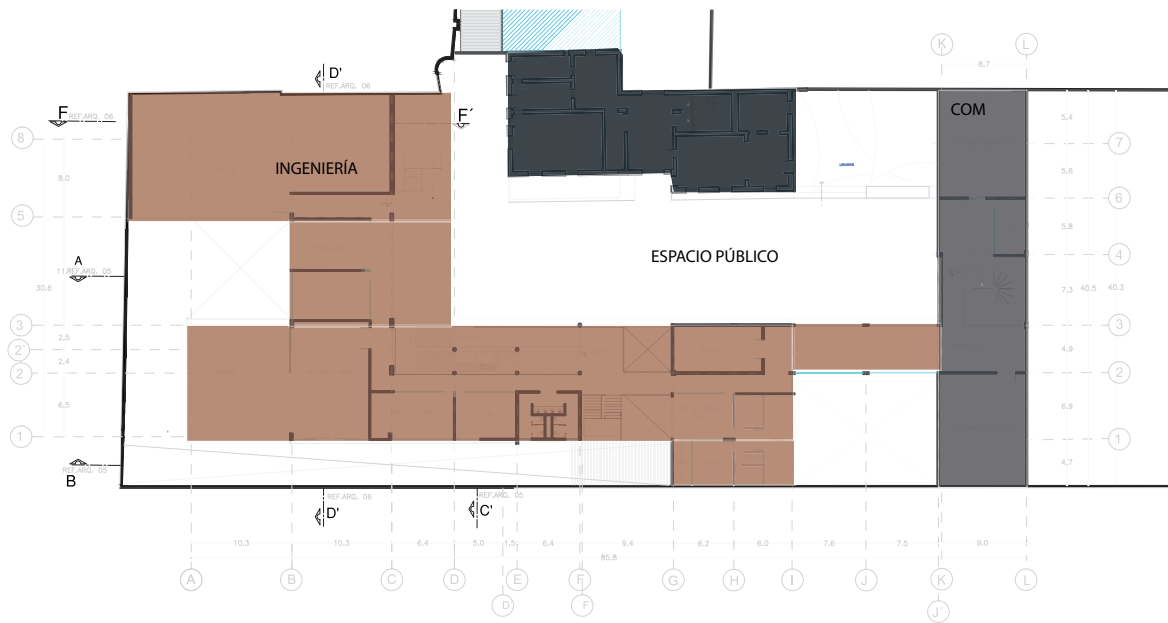 K
L
8.7
D'
REF.ARQ. 06
F
REF.ARQ. 06
F´
COM
5.4
8
7
8.0
INGENIERÍA
5.6
6
5
5.8
ESPACIO PÚBLICO
4
A
11.
REF.ARQ. 05
30.6
7.3
40.5
40.3
3
3
2.5
2'
4.9
2.4
2
2
6.5
6.9
1
1
4.7
REF.ARQ. 05
B
REF.ARQ. 06
D'
REF.ARQ. 05
C'
10.3
10.3
6.4
5.0
1.5
6.4
9.4
6.2
6.0
7.6
7.5
9.0
85.8
A
B
C
D
E
F
G
H
I
J
K
L
D
F
J'